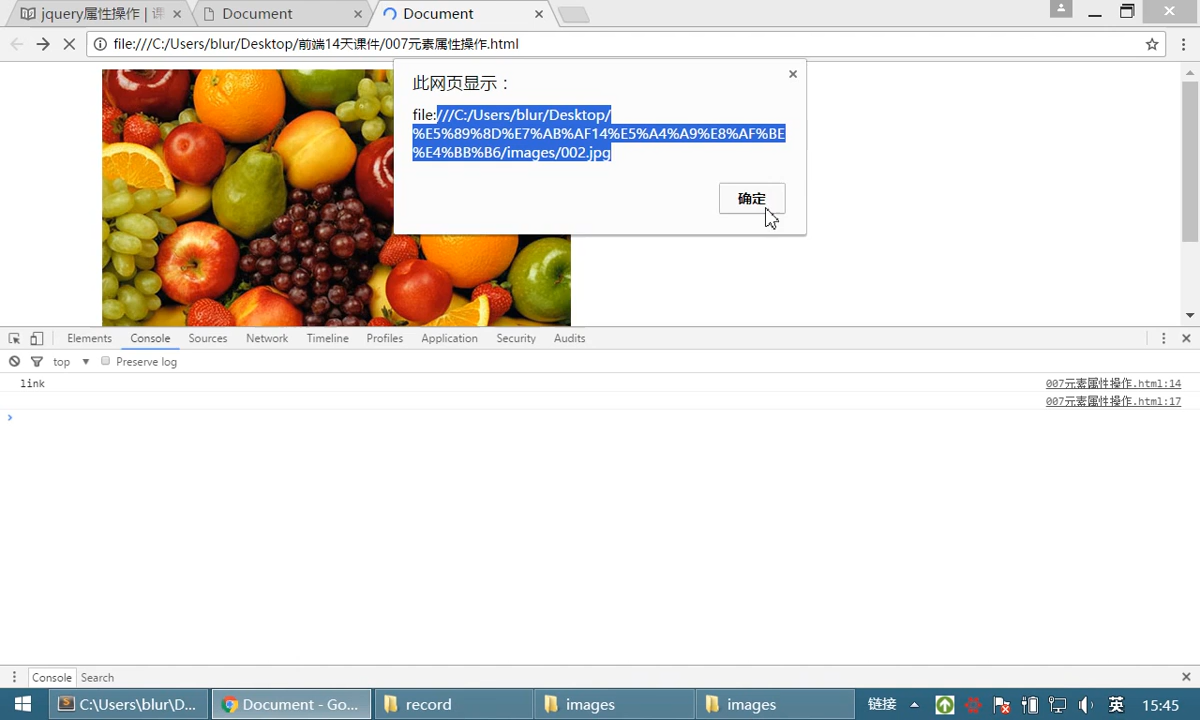 jquery属性操作 | 课
Document
Document
file:///C:/Users/blur/Desktop/前端14天课件/007元素属性操作.html
此网页显示：
file:///C:/Users/blur/Desktop/
%E5%89%8D%E7%AB%AF14%E5%A4%A9%E8%AF%BE
%E4%BB%B6/images/002.jpg
确定
Elements Console Sources Network Timeline Profiles Application Security Audits
top Preserve log
link 007元素属性操作.html:14
007元素属性操作.html:17
Console Search
C:\Users\blur\D... Document - Go... record images images 链接 英 15:45